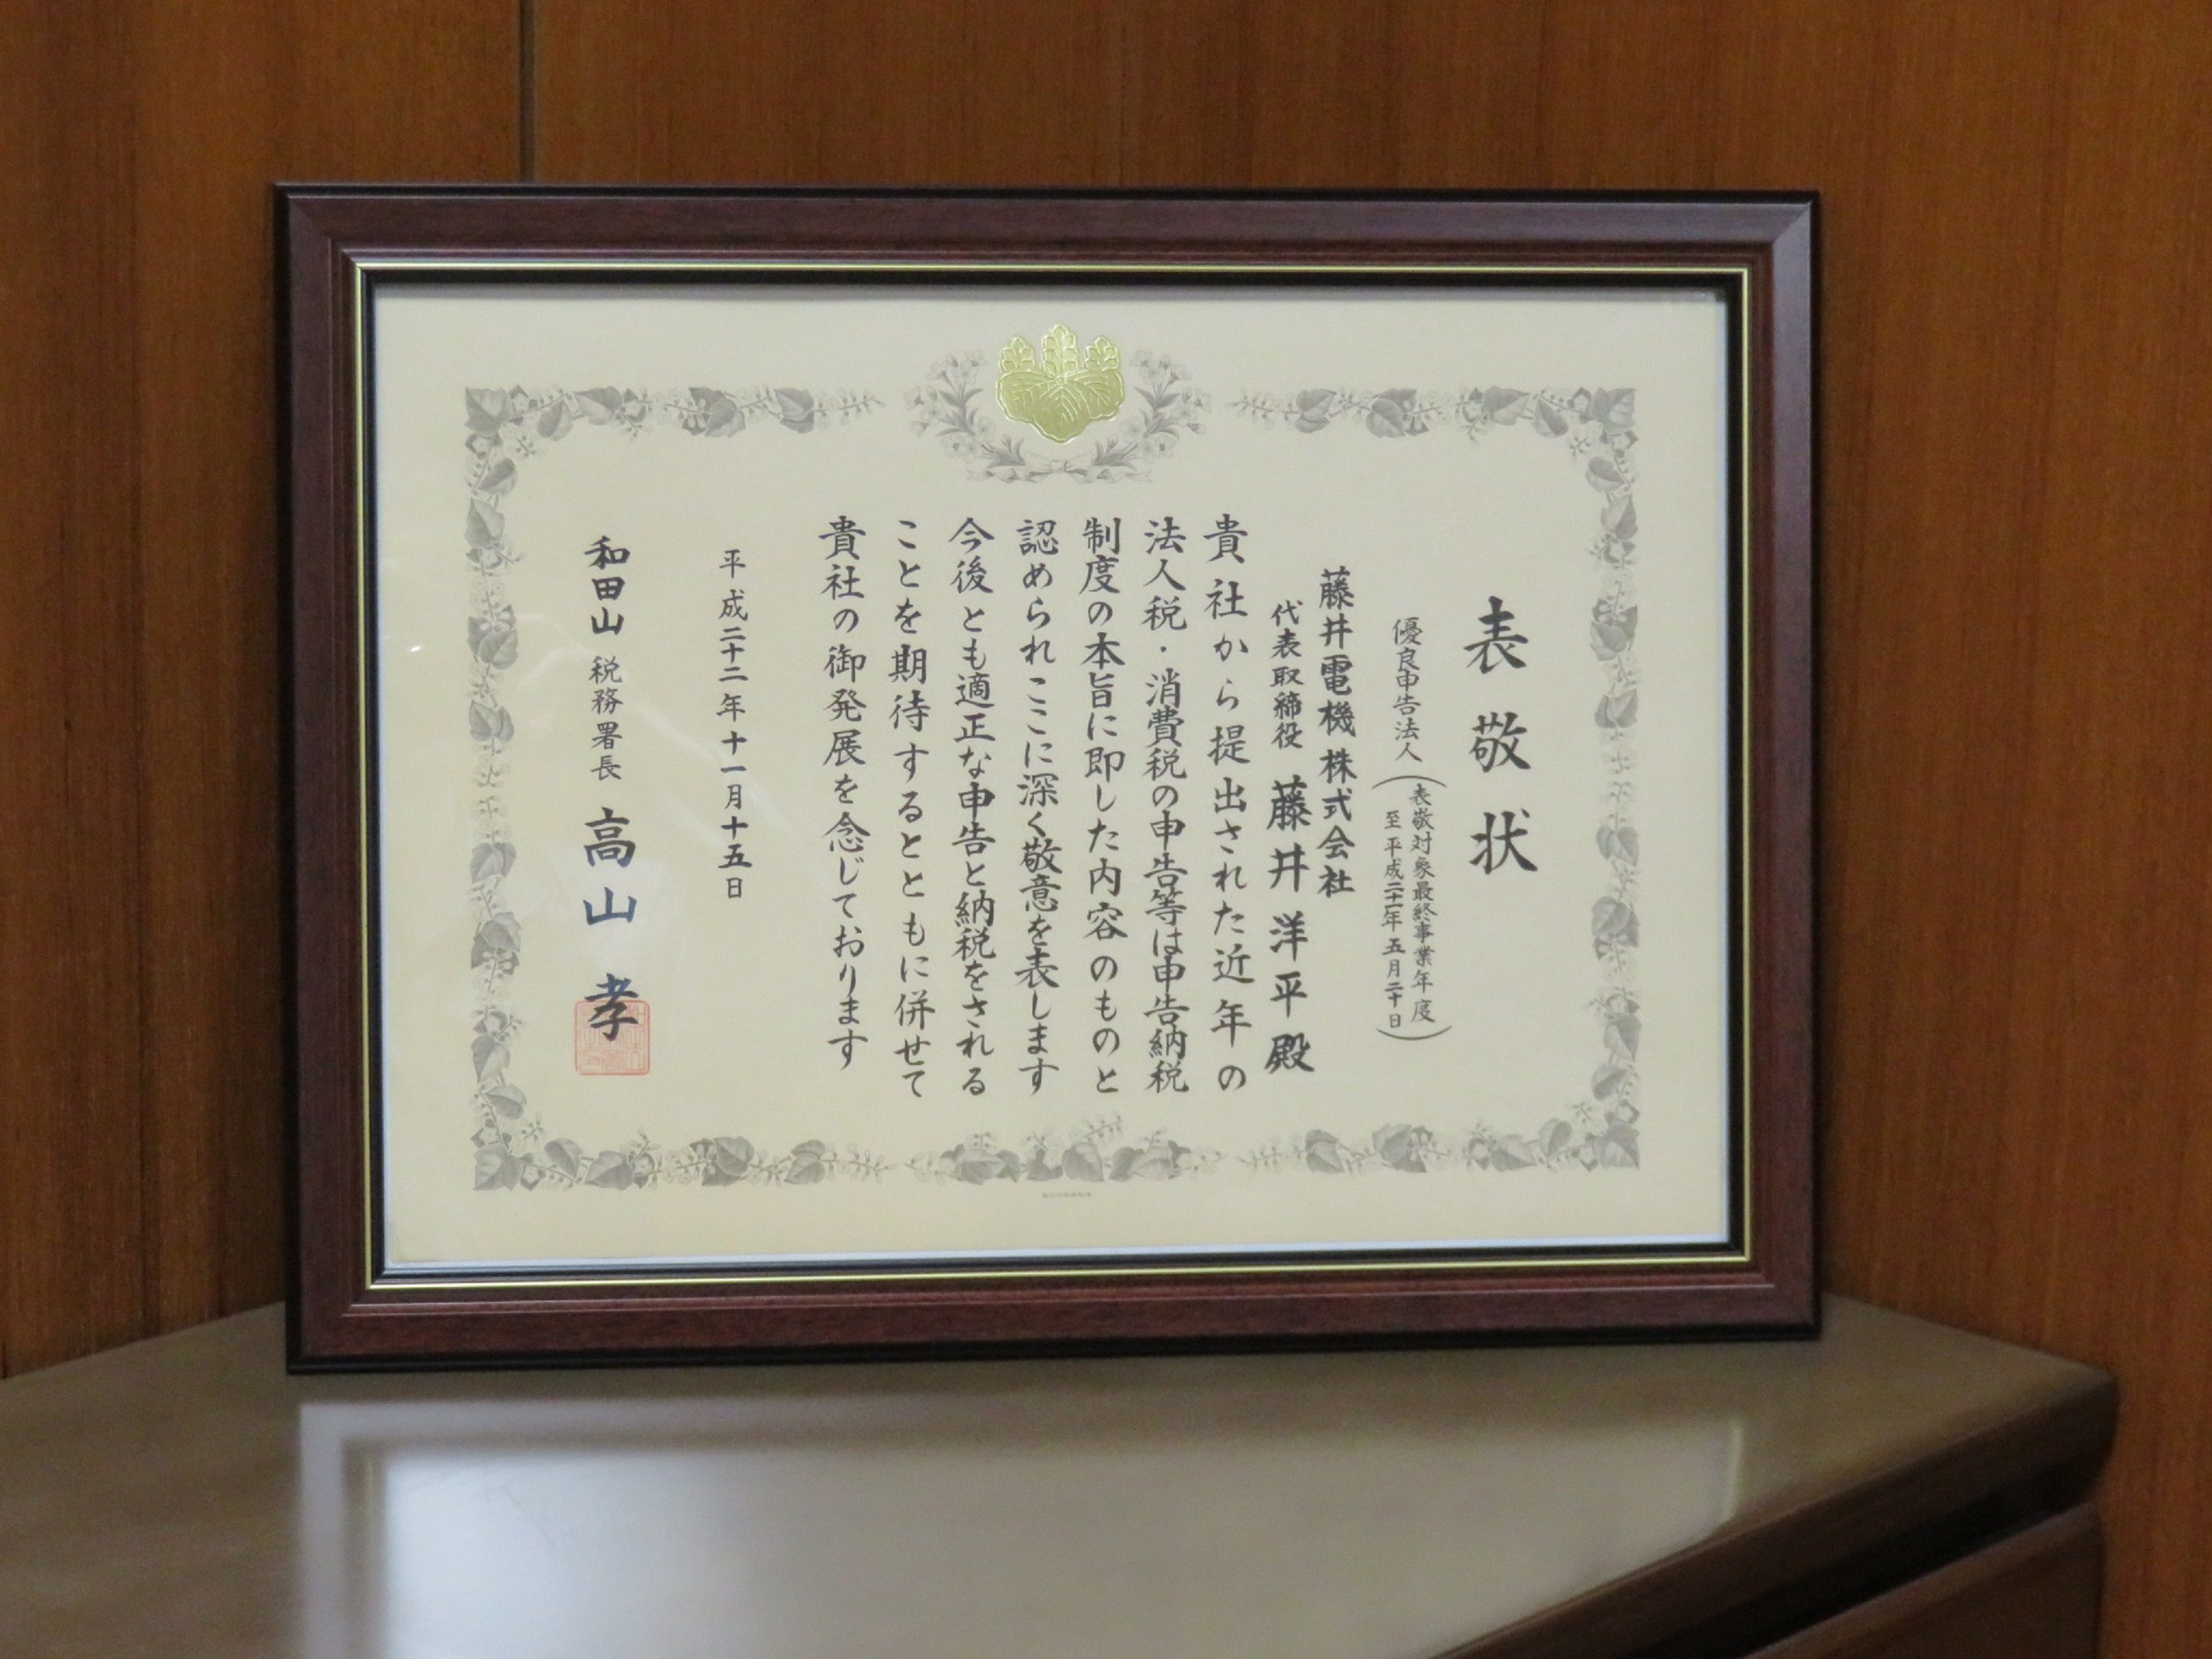 表敬状
優良申告法人
(表敬対象最終事業年度
至平成二十一年五月二十日)
藤井電機株式会社
代表取締役 藤井洋平殿
貴社から提出された近年の
法人税・消費税の申告等は申告納税
制度の本旨に即した内容のものと
認められここに深く敬意を表します
今後とも適正な申告と納税をされる
ことを期待するとともに併せて
貴社の御発展を念じております
平成二十二年十一月十五日
和田山 税務署長 高山 孝